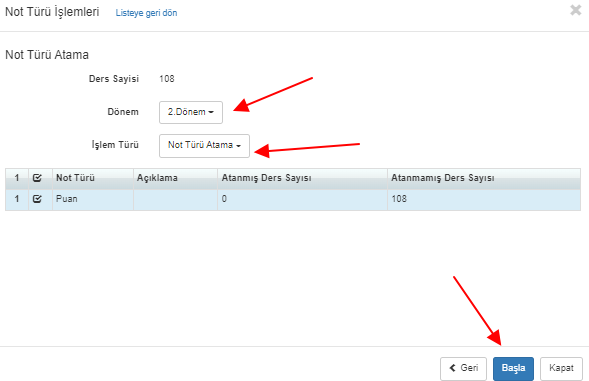 Not Türü İşlemleri Listeye geri dön
Not Türü Atama
Ders Sayisi 108
Dönem 2.Dönem
İşlem Türü Not Türü Atama
1 Not Türü Açıklama Atanmış Ders Sayısı Atanmamış Ders Sayısı
1 Puan 0 108
Geri Başla Kapat